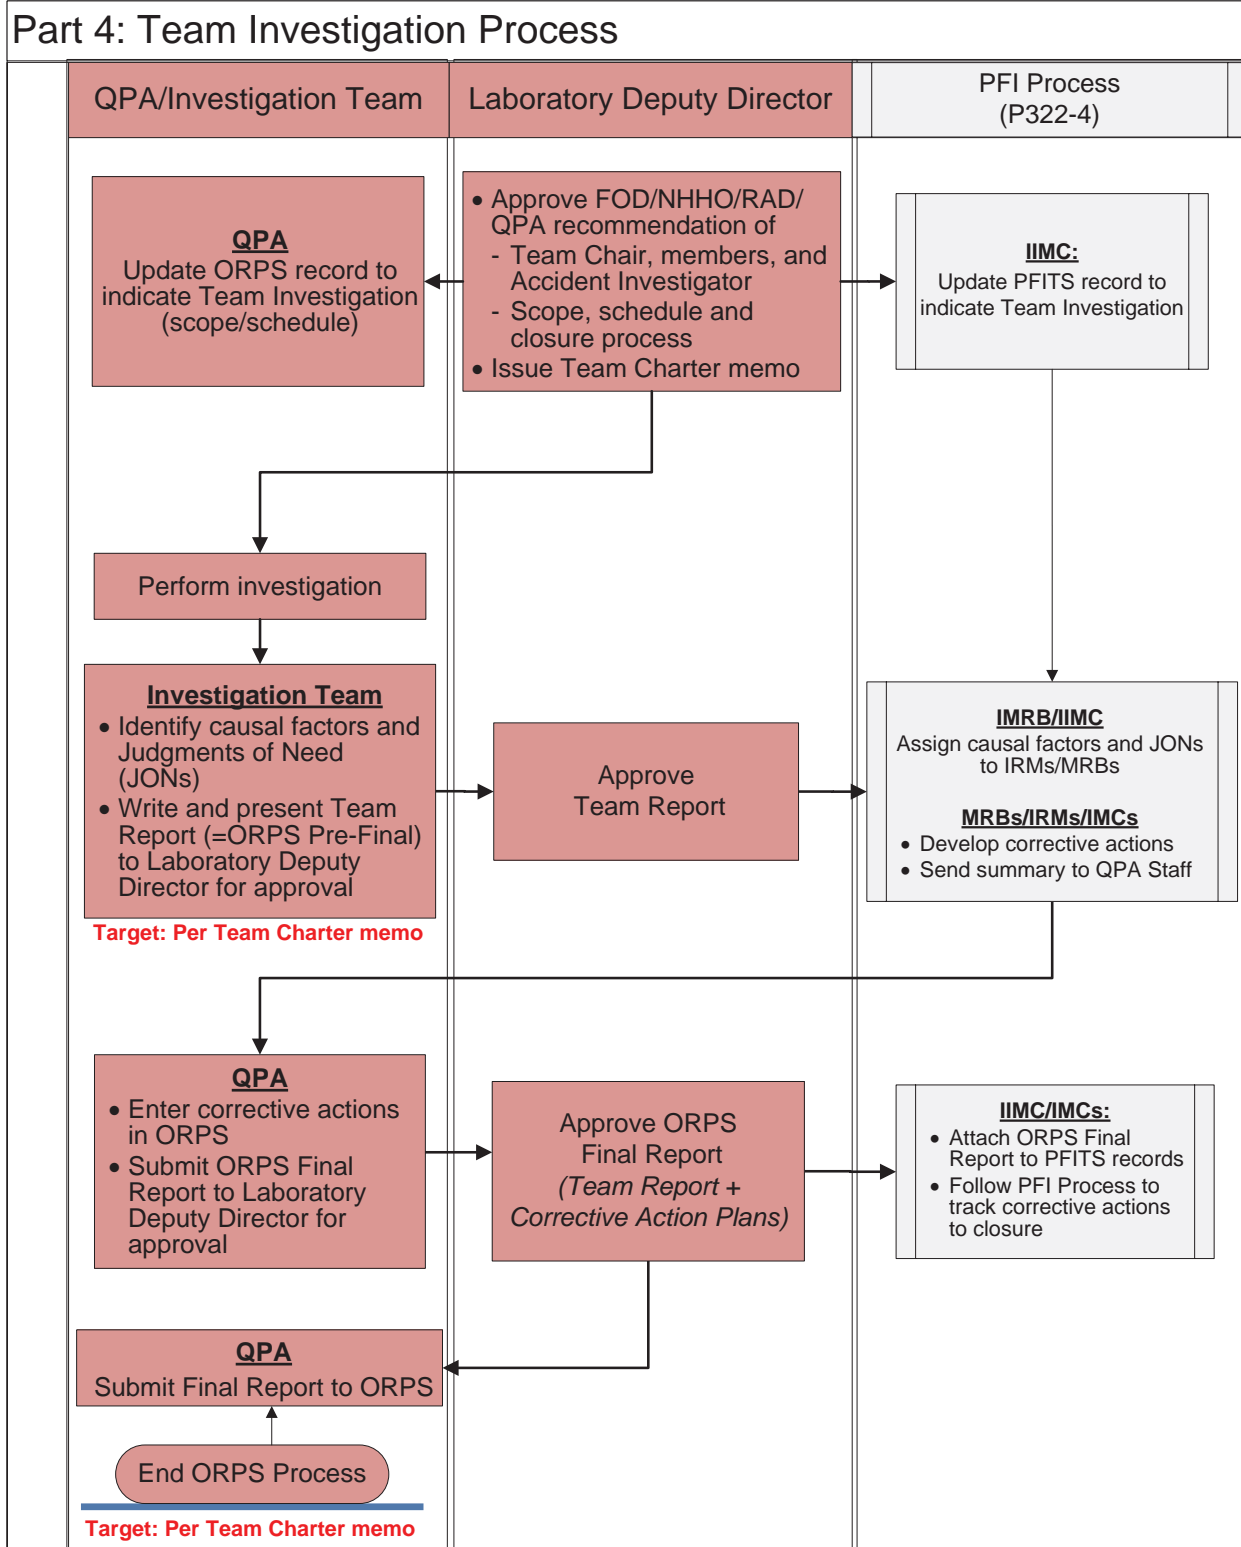 Part 4: Team Investigation Process
QPA/Investigation Team
Laboratory Deputy Director
PFI Process
(P322-4)
QPA
Update ORPS record to
indicate Team Investigation
(scope/schedule)
• Approve FOD/NHHO/RAD/
QPA recommendation of
- Team Chair, members, and
Accident Investigator
- Scope, schedule and
closure process
• Issue Team Charter memo
IIMC:
Update PFITS record to
indicate Team Investigation
Perform investigation
Investigation Team
• Identify causal factors and
Judgments of Need
(JONs)
• Write and present Team
Report (=ORPS Pre-Final)
to Laboratory Deputy
Director for approval
Target: Per Team Charter memo
Approve
Team Report
IMRB/IIMC
Assign causal factors and JONs
to IRMs/MRBs
MRBs/IRMs/IMCs
• Develop corrective actions
• Send summary to QPA Staff
QPA
• Enter corrective actions
in ORPS
• Submit ORPS Final
Report to Laboratory
Deputy Director for
approval
Approve ORPS
Final Report
(Team Report +
Corrective Action Plans)
IIMC/IMCs:
• Attach ORPS Final
Report to PFITS records
• Follow PFI Process to
track corrective actions
to closure
QPA
Submit Final Report to ORPS
End ORPS Process
Target: Per Team Charter memo